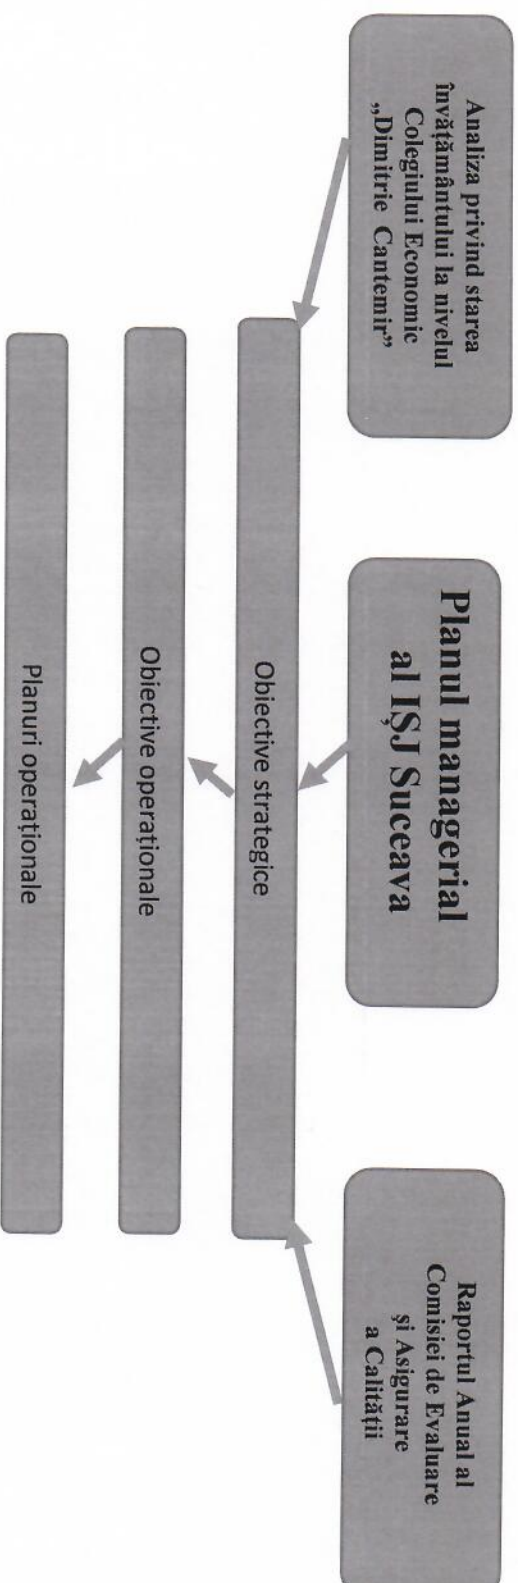 Analiza privind starea
învățământului la nivelul
Colegiului Economic
„Dimitrie Cantemir”
Planul managerial
al IȘJ Suceava
Raportul Anual al
Comisiei de Evaluare
și Asigurare
a Calității
Obiective strategice
Obiective operaționale
Planuri operaționale